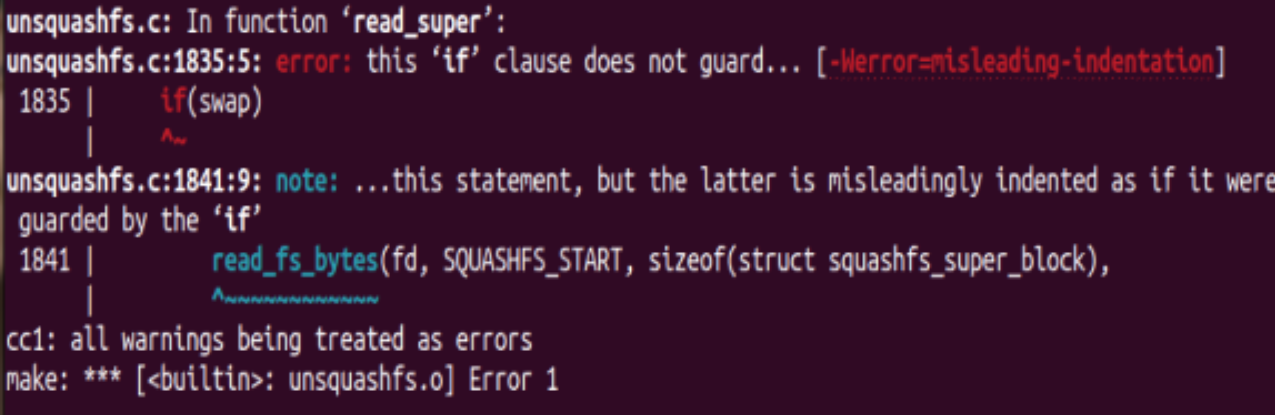 unsquashfs.c: In function ‘read_super’:
unsquashfs.c:1835:5: error: this ‘if’ clause does not guard... [-Werror=misleading-indentation]
 1835 |     if(swap)
      |     ^~
unsquashfs.c:1841:9: note: ...this statement, but the latter is misleadingly indented as if it were
 guarded by the ‘if’
 1841 |         read_fs_bytes(fd, SQUASHFS_START, sizeof(struct squashfs_super_block),
      |         ^~~~~~~~~~~~~
cc1: all warnings being treated as errors
make: *** [<builtin>: unsquashfs.o] Error 1